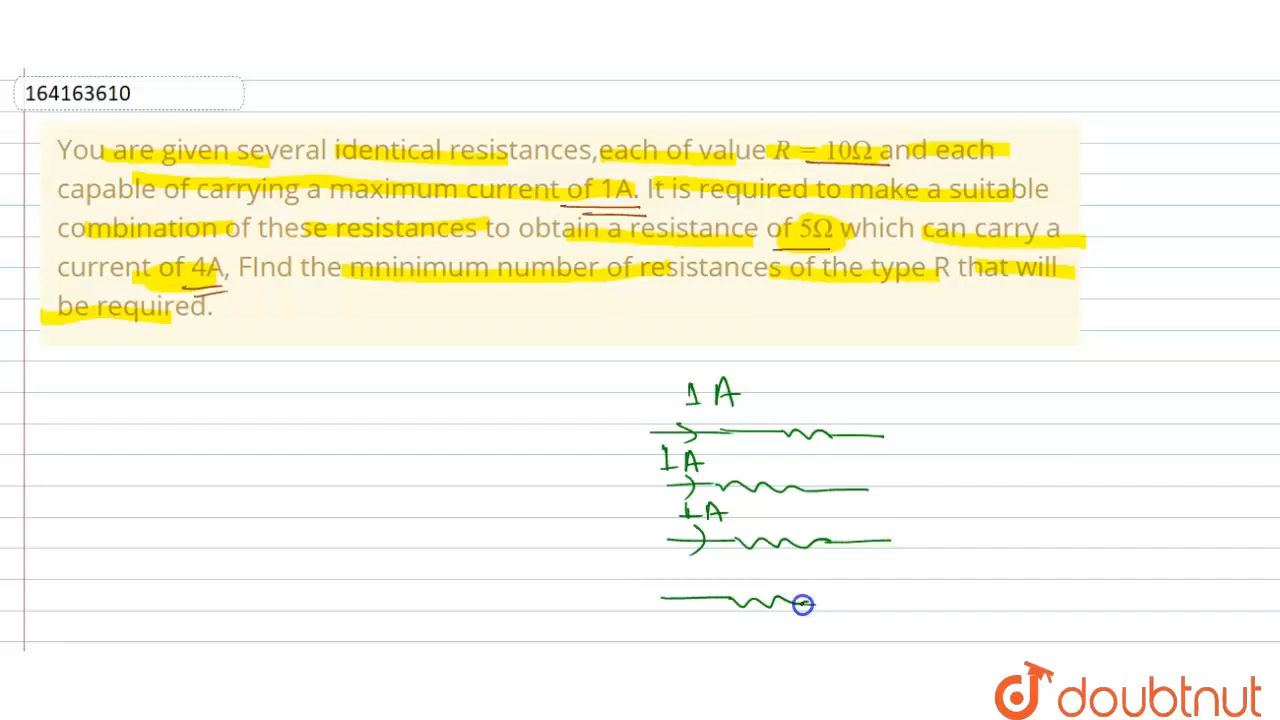 164163610
You are given several identical resistances,each of value R = 10Ω and each
capable of carrying a maximum current of 1A. It is required to make a suitable
combination of these resistances to obtain a resistance of 5Ω which can carry a
current of 4A, FInd the mninimum number of resistances of the type R that will
be required.
1 A
1A
1A
doubtnut